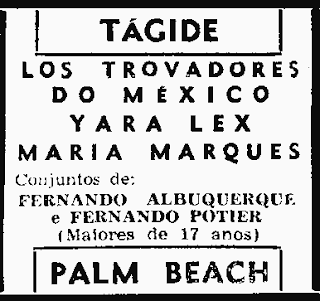 TÁGIDE
LOS TROVADORES
DO MÉXICO
YARA LEX
MARIA MARQUES
Conjuntos de:
FERNANDO ALBUQUERQUE
e FERNANDO POTIER
(Maiores de 17 anos)
PALM BEACH